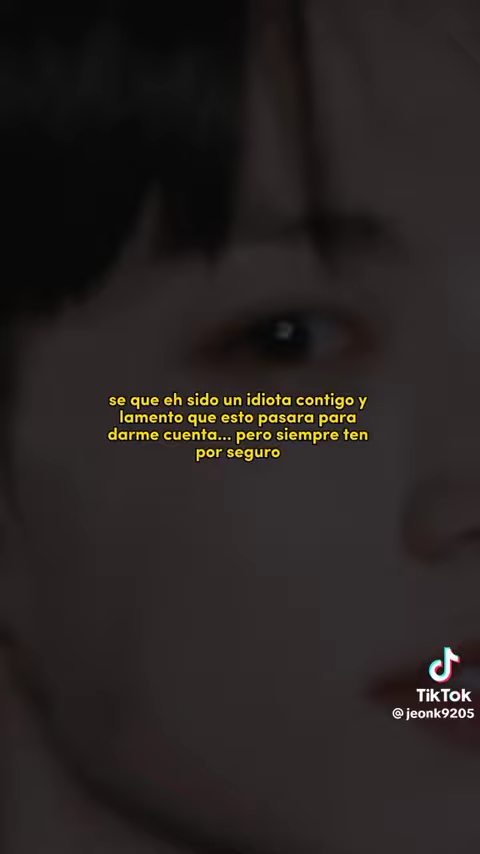 se que eh sido un idiota contigo y
lamento que esto pasara para
darme cuenta... pero siempre ten
por seguro
TikTok
@jeonk9205